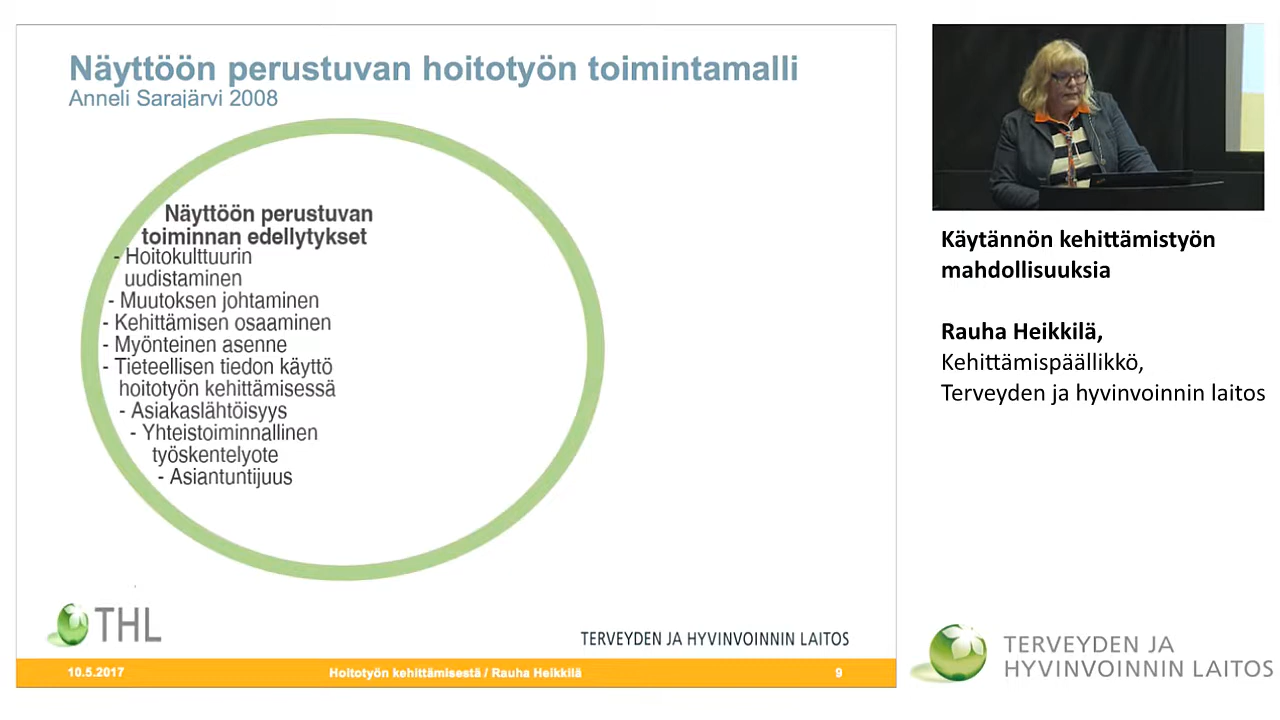 Näyttöön perustuvan hoitotyön toimintamalli
Anneli Sarajärvi 2008
Näyttöön perustuvan
toiminnan edellytykset
- Hoitokulttuurin
uudistaminen
- Muutoksen johtaminen
- Kehittämisen osaaminen
- Myönteinen asenne
- Tieteellisen tiedon käyttö
hoitotyön kehittämisessä
- Asiakaslähtöisyys
- Yhteistoiminnallinen
työskentelyote
- Asiantuntijuus
THL
TERVEYDEN JA HYVINVOINNIN LAITOS
10.5.2017
Hoitotyön kehittämisestä / Rauha Heikkilä
9
Käytännön kehittämistyön
mahdollisuuksia
Rauha Heikkilä,
Kehittämispäällikkö,
Terveyden ja hyvinvoinnin laitos
TERVEYDEN JA
HYVINVOINNIN LAITOS